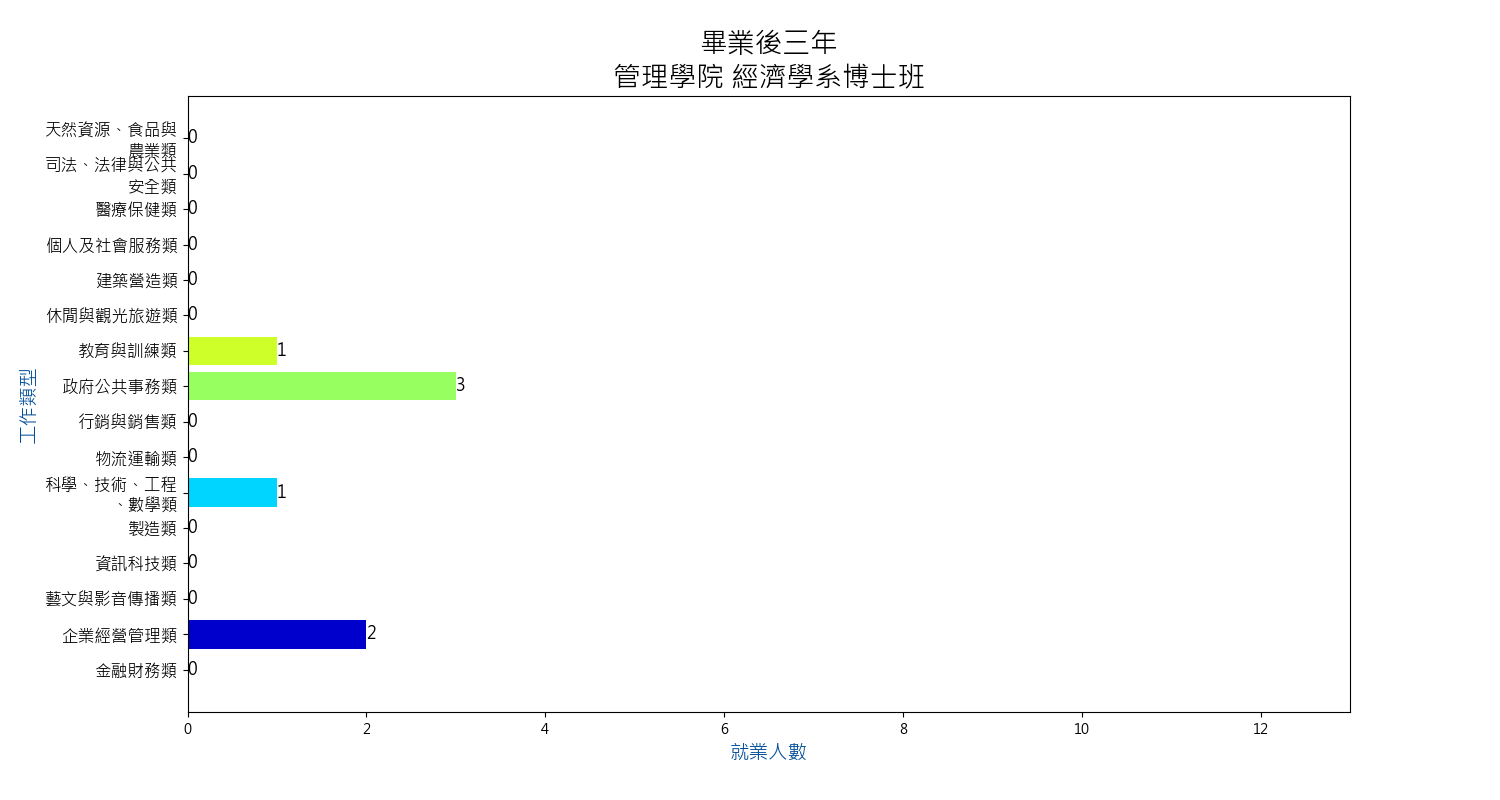 畢業後三年
管理學院 經濟學系博士班
天然資源、食品與
農業類
0
司法、法律與公共
安全類
0
醫療保健類
0
個人及社會服務類
0
建築營造類
0
休閒與觀光旅遊類
0
教育與訓練類
1
政府公共事務類
3
行銷與銷售類
0
物流運輸類
0
科學、技術、工程
、數學類
1
製造類
0
資訊科技類
0
藝文與影音傳播類
0
企業經營管理類
2
金融財務類
0
工作類型
0 2 4 6 8 10 12
就業人數